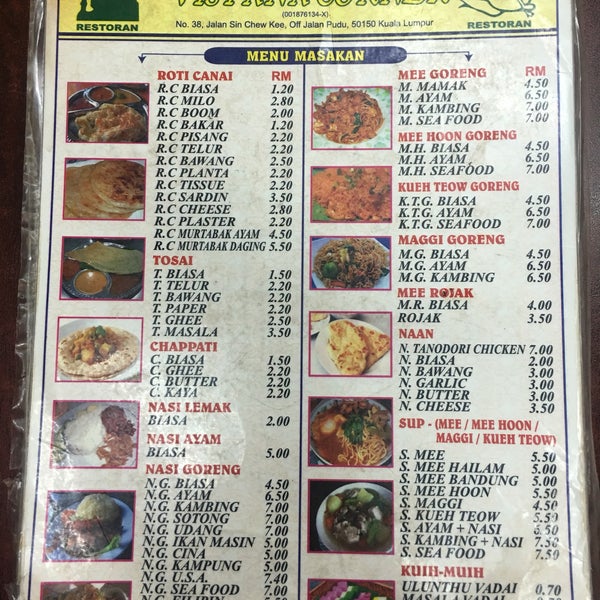 RESTORAN
(001876134-X)
No. 38, Jalan Sin Chew Kee, Off Jalan Pudu, 50150 Kuala Lumpur
RESTORAN
MENU MASAKAN
ROTI CANAI RM
R.C BIASA 1.20
R.C MILO 2.80
R.C BOOM 2.00
R.C BAKAR 1.20
R.C PISANG 2.20
R.C TELUR 2.20
R.C BAWANG 2.50
R.C PLANTA 2.20
R.C TISSUE 2.20
R.C SARDIN 3.50
R.C CHEESE 2.80
R.C PLASTER 2.20
R.C MURTABAK AYAM 4.50
R.C MURTABAK DAGING 5.50
TOSAI
T. BIASA 1.50
T. TELUR 2.20
T. BAWANG 2.20
T. PAPER 2.20
T. GHEE 2.50
T. MASALA 3.50
CHAPPATI
C. BIASA 1.50
C. GHEE 2.20
C. BUTTER 2.20
C. KAYA 2.20
NASI LEMAK
BIASA 2.00
NASI AYAM
BIASA 5.00
NASI GORENG
N.G. BIASA 4.50
N.G. AYAM 6.50
N.G. KAMBING 7.00
N.G. SOTONG 7.00
N.G. UDANG 7.00
N.G. IKAN MASIN 5.00
N.G. CINA 5.00
N.G. KAMPUNG 5.00
N.G. U.S.A. 7.40
N.G. SEA FOOD 7.00
MEE GORENG RM
M. MAMAK 4.50
M. AYAM 6.50
M. KAMBING 7.00
M. SEA FOOD 7.00
MEE HOON GORENG
M.H. BIASA 4.50
M.H. AYAM 6.50
M.H. SEAFOOD 7.00
KUEH TEOW GORENG
K.T.G. BIASA 4.50
K.T.G. AYAM 6.50
K.T.G. SEAFOOD 7.00
MAGGI GORENG
M.G. BIASA 4.50
M.G. AYAM 6.50
M.G. KAMBING 6.50
MEE ROJAK
M.R. BIASA 4.00
ROJAK 3.50
NAAN
N. TANODORI CHICKEN 7.00
N. BIASA 2.00
N. BAWANG 3.00
N. GARLIC 3.00
N. BUTTER 3.00
N. CHEESE 3.50
SUP - (MEE / MEE HOON /
MAGGI / KUEH TEOW)
S. MEE 5.50
S. MEE HAILAM 5.00
S. MEE BANDUNG 5.00
S. MEE HOON 5.50
S. MAGGI 4.50
S. KUEH TEOW 5.50
S. AYAM + NASI 6.50
S. KAMBING + NASI 7.50
S. SEA FOOD 7.50
KUIH-MUIH
ULUNTHU VADAI 0.70
MASALA VADAI